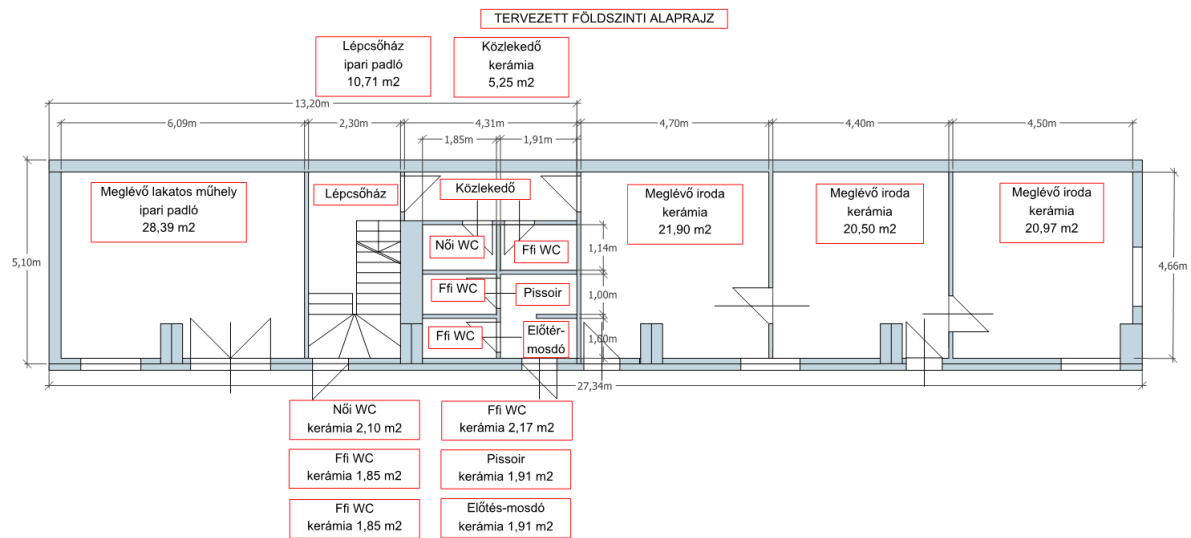 TERVEZETT FÖLDSZINTI ALAPRAJZ
Lépcsőház
ipari padló
10,71 m2
Közlekedő
kerámia
5,25 m2
13,20m
6,09m
2,30m
4,31m
4,70m
4,40m
4,50m
1,85m
1,91m
Meglévő lakatos műhely
ipari padló
28,39 m2
Lépcsőház
Közlekedő
Meglévő iroda
kerámia
21,90 m2
Meglévő iroda
kerámia
20,50 m2
Meglévő iroda
kerámia
20,97 m2
Női WC
Ffi WC
1,14m
5,10m
4,66m
Ffi WC
Pissoir
1,00m
Ffi WC
Előtér-
mosdó
1,00m
27,34m
Női WC
kerámia 2,10 m2
Ffi WC
kerámia 2,17 m2
Ffi WC
kerámia 1,85 m2
Pissoir
kerámia 1,91 m2
Ffi WC
kerámia 1,85 m2
Előtés-mosdó
kerámia 1,91 m2